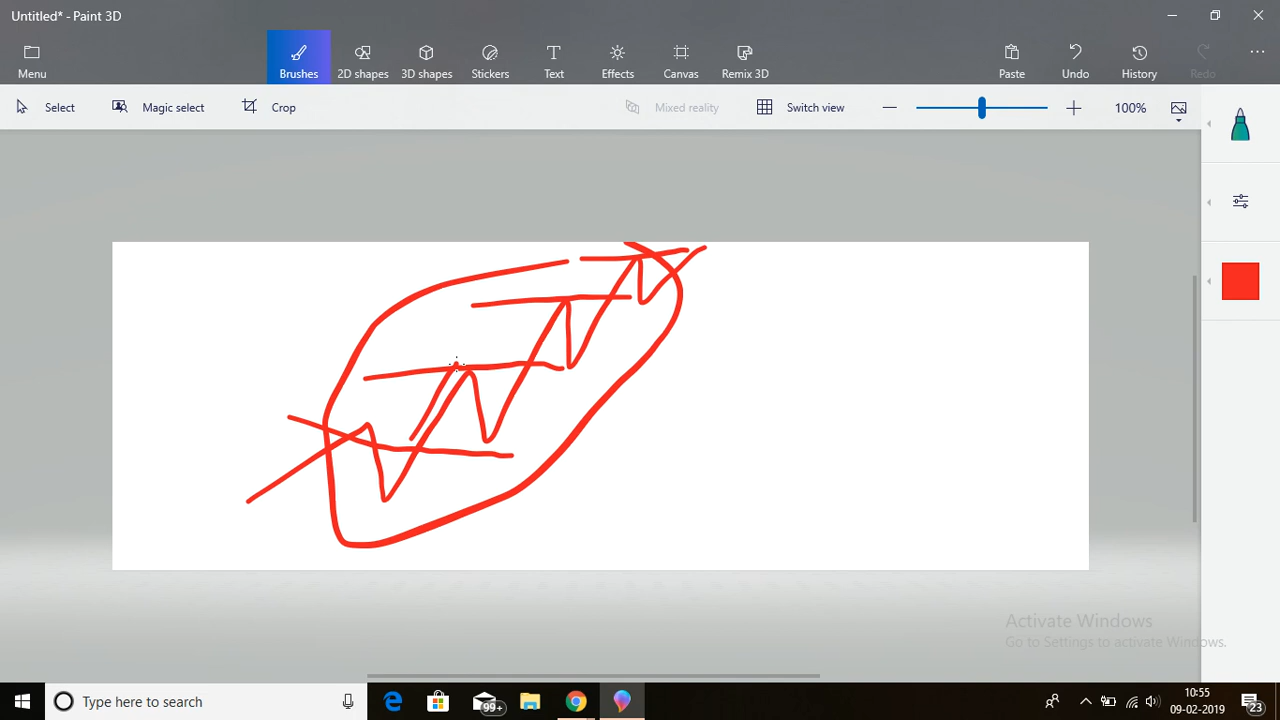 Untitled* - Paint 3D
Menu
Brushes
2D shapes
3D shapes
Stickers
Text
Effects
Canvas
Remix 3D
Paste
Undo
History
Redo
Select
Magic select
Crop
Mixed reality
Switch view
100%
Activate Windows
Go to Settings to activate Windows.
Type here to search
99+
10:55
09-02-2019
23